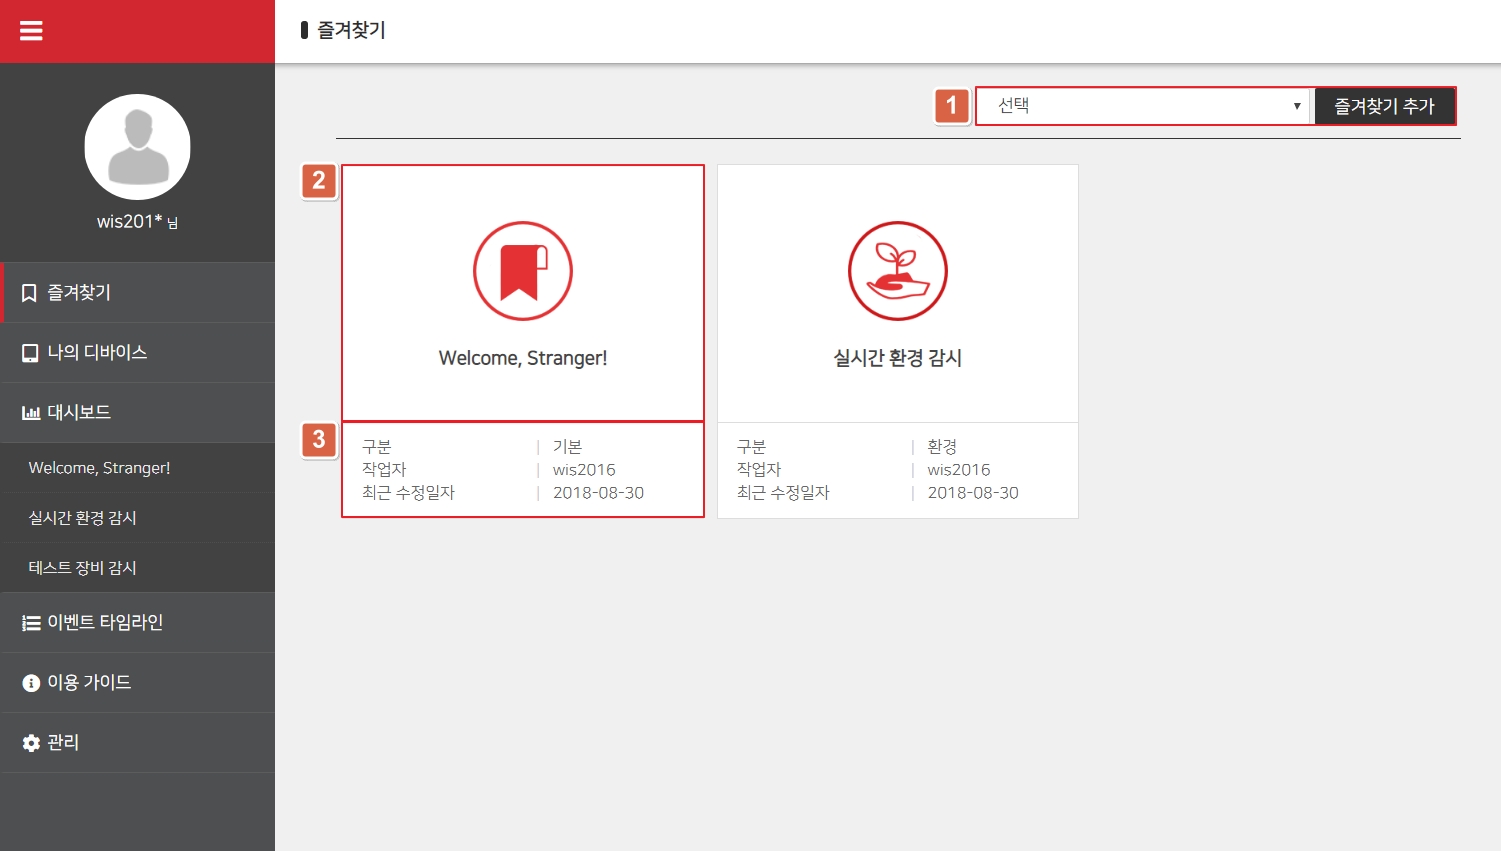 즐겨찾기
1
선택
즐겨찾기 추가
wis201* 님
즐겨찾기
나의 디바이스
대시보드
Welcome, Stranger!
실시간 환경 감시
테스트 장비 감시
이벤트 타임라인
이용 가이드
관리
2
Welcome, Stranger!
3
구분 | 기본
작업자 | wis2016
최근 수정일자 | 2018-08-30
실시간 환경 감시
구분 | 환경
작업자 | wis2016
최근 수정일자 | 2018-08-30